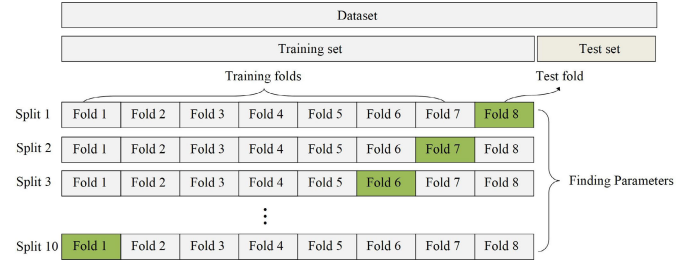 Dataset
Training set Test set
Training folds Test fold
Split 1 Fold 1 Fold 2 Fold 3 Fold 4 Fold 5 Fold 6 Fold 7 Fold 8
Split 2 Fold 1 Fold 2 Fold 3 Fold 4 Fold 5 Fold 6 Fold 7 Fold 8
Split 3 Fold 1 Fold 2 Fold 3 Fold 4 Fold 5 Fold 6 Fold 7 Fold 8
Finding Parameters
Split 10 Fold 1 Fold 2 Fold 3 Fold 4 Fold 5 Fold 6 Fold 7 Fold 8